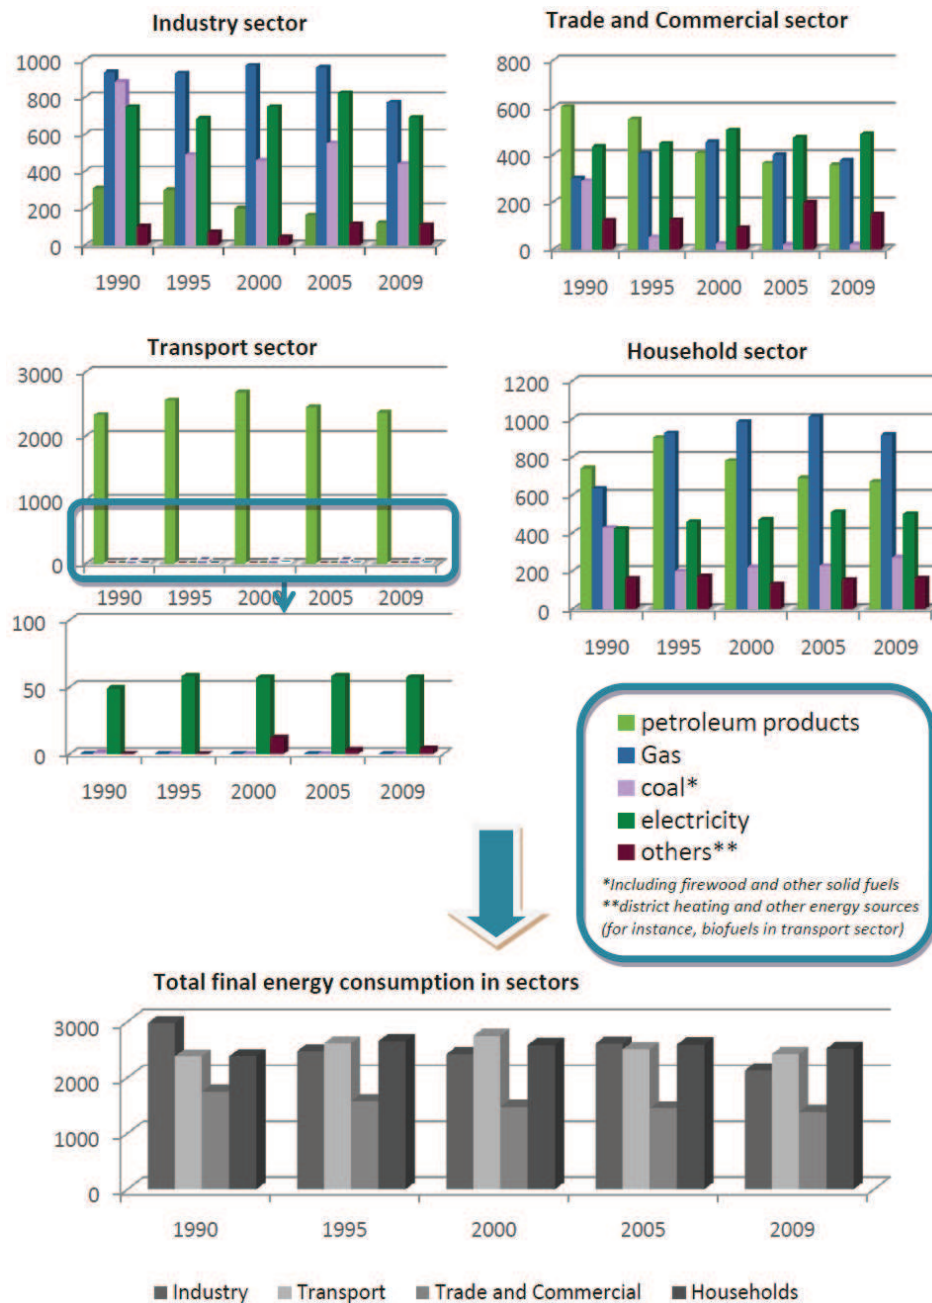 Industry sector
1000
800
600
400
200
0
1990 1995 2000 2005 2009
Trade and Commercial sector
800
600
400
200
0
1990 1995 2000 2005 2009
Transport sector
3000
2000
1000
0
1990 1995 2000 2005 2009
100
50
0
1990 1995 2000 2005 2009
Household sector
1200
1000
800
600
400
200
0
1990 1995 2000 2005 2009
petroleum products
Gas
coal*
electricity
others**
*Including firewood and other solid fuels
**district heating and other energy sources
(for instance, biofuels in transport sector)
Total final energy consumption in sectors
3000
2000
1000
0
1990 1995 2000 2005 2009
Industry Transport Trade and Commercial Households